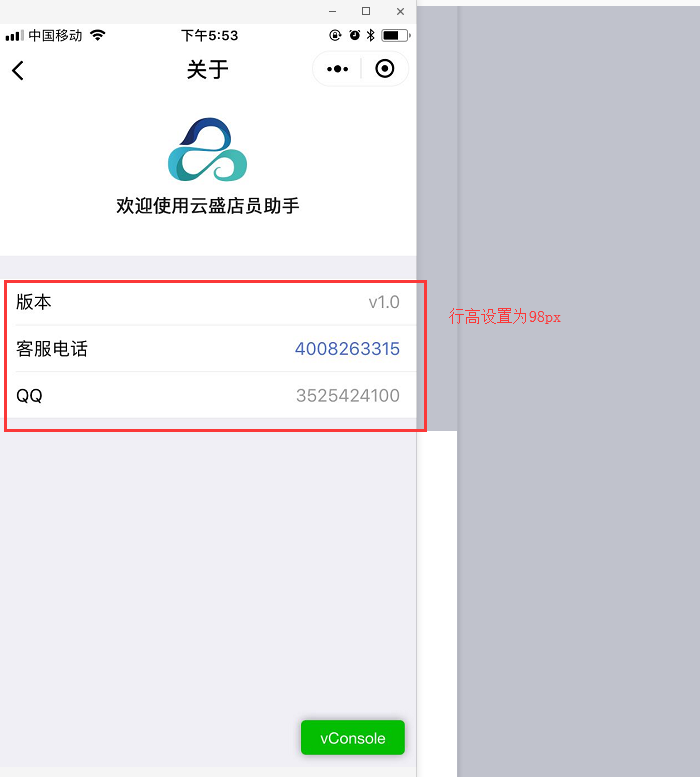 中国移动 下午5:53
关于
欢迎使用云盛店员助手
版本 v1.0
行高设置为98px
客服电话 4008263315
QQ 3525424100
vConsole